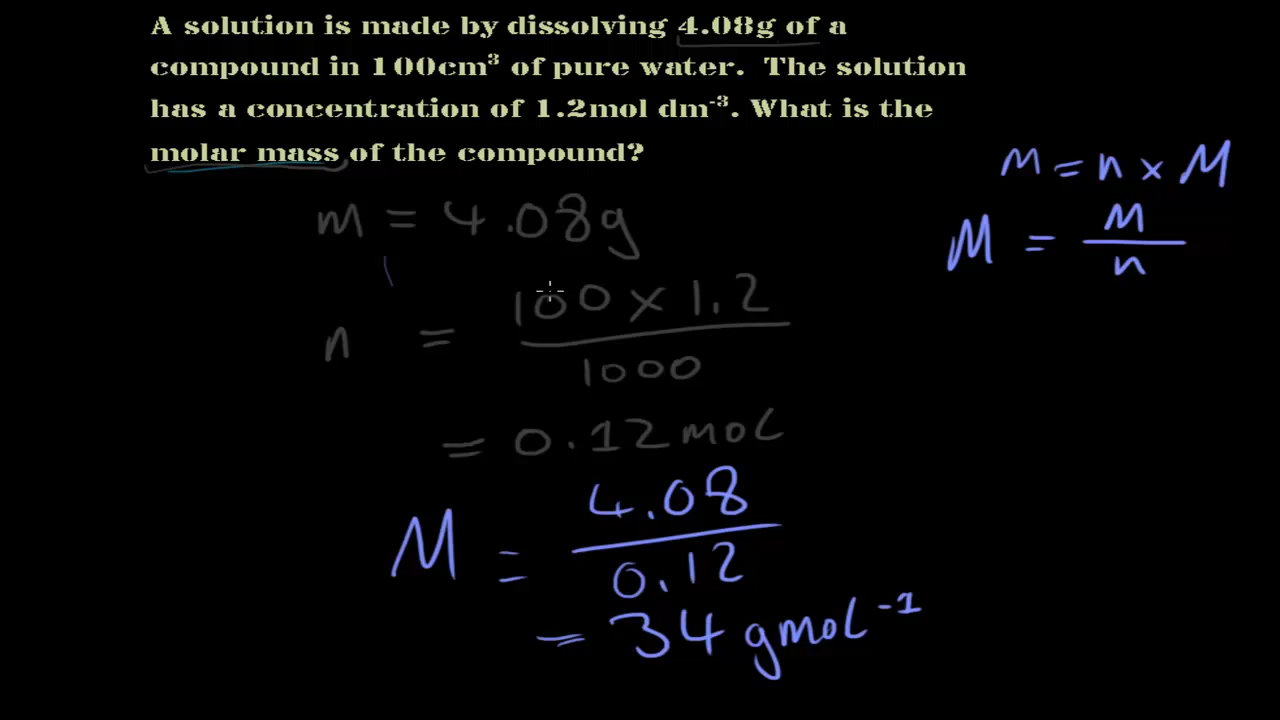 A solution is made by dissolving 4.08g of a
compound in 100cm³ of pure water. The solution
has a concentration of 1.2mol dm⁻³. What is the
molar mass of the compound?
m = n × M
M = m / n
m = 4.08g
n = 100 × 1.2 / 1000
= 0.12 mol
M = 4.08 / 0.12
= 34 gmol⁻¹